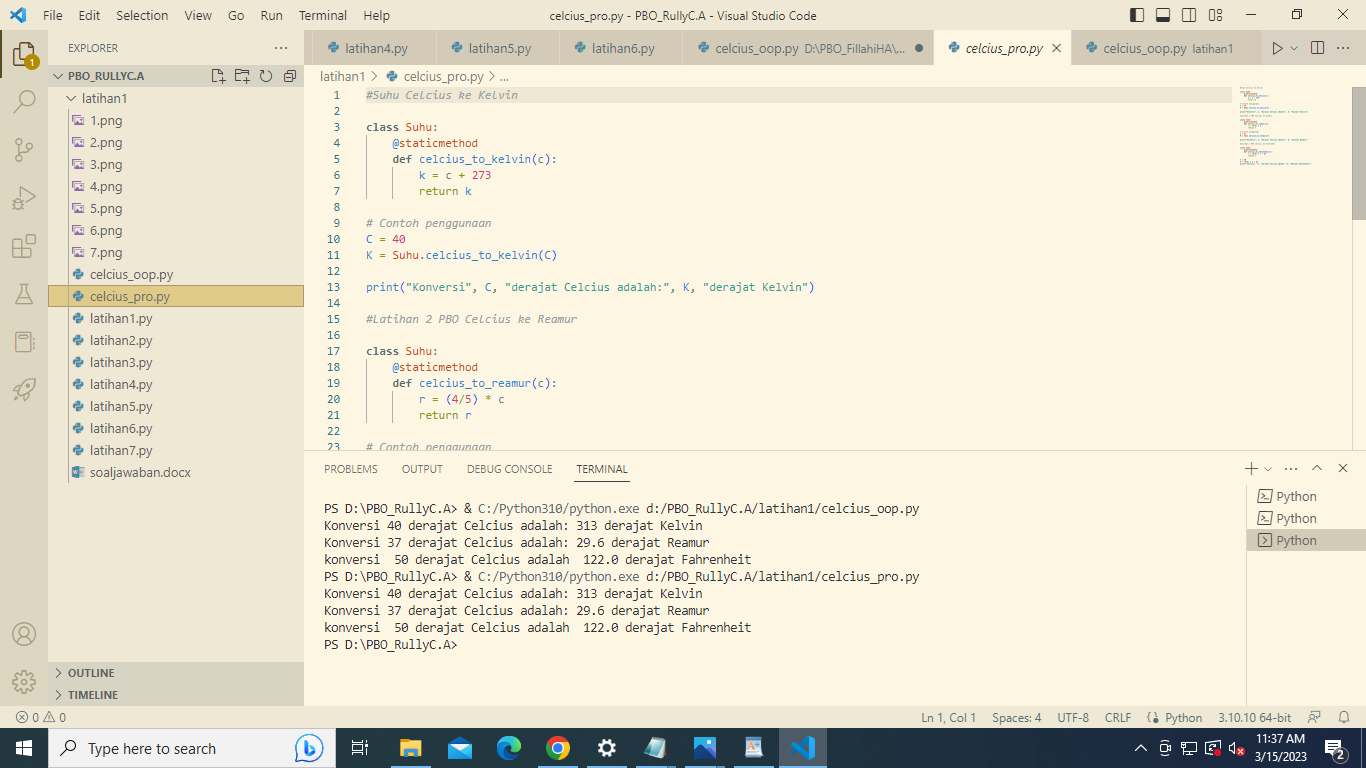 File Edit Selection View Go Run Terminal Help celcius_pro.py - PBO_RullyC.A - Visual Studio Code
EXPLORER ···
latihan4.py latihan5.py latihan6.py celcius_oop.py D:\PBO_FillahiHA\... celcius_pro.py celcius_oop.py latihan1
1
PBO_RULLYC.A
latihan1 > celcius_pro.py > ...
latihan1
1.png
2.png
3.png
4.png
5.png
6.png
7.png
celcius_oop.py
celcius_pro.py
latihan1.py
latihan2.py
latihan3.py
latihan4.py
latihan5.py
latihan6.py
latihan7.py
soaljawaban.docx
OUTLINE
TIMELINE
1 #Suhu Celcius ke Kelvin
2
3 class Suhu:
4 @staticmethod
5 def celcius_to_kelvin(c):
6 k = c + 273
7 return k
8
9 # Contoh penggunaan
10 C = 40
11 K = Suhu.celcius_to_kelvin(C)
12
13 print("Konversi", C, "derajat Celcius adalah:", K, "derajat Kelvin")
14
15 #Latihan 2 PBO Celcius ke Reamur
16
17 class Suhu:
18 @staticmethod
19 def celcius_to_reamur(c):
20 r = (4/5) * c
21 return r
22
23 # Contoh penggunaan
PROBLEMS OUTPUT DEBUG CONSOLE TERMINAL
PS D:\PBO_RullyC.A> & C:/Python310/python.exe d:/PBO_RullyC.A/latihan1/celcius_oop.py
Konversi 40 derajat Celcius adalah: 313 derajat Kelvin
Konversi 37 derajat Celcius adalah: 29.6 derajat Reamur
konversi  50 derajat Celcius adalah  122.0 derajat Fahrenheit
PS D:\PBO_RullyC.A> & C:/Python310/python.exe d:/PBO_RullyC.A/latihan1/celcius_pro.py
Konversi 40 derajat Celcius adalah: 313 derajat Kelvin
Konversi 37 derajat Celcius adalah: 29.6 derajat Reamur
konversi  50 derajat Celcius adalah  122.0 derajat Fahrenheit
PS D:\PBO_RullyC.A>
Python
Python
Python
0 0 Ln 1, Col 1 Spaces: 4 UTF-8 CRLF Python 3.10.10 64-bit
Type here to search
11:37 AM
3/15/2023
2